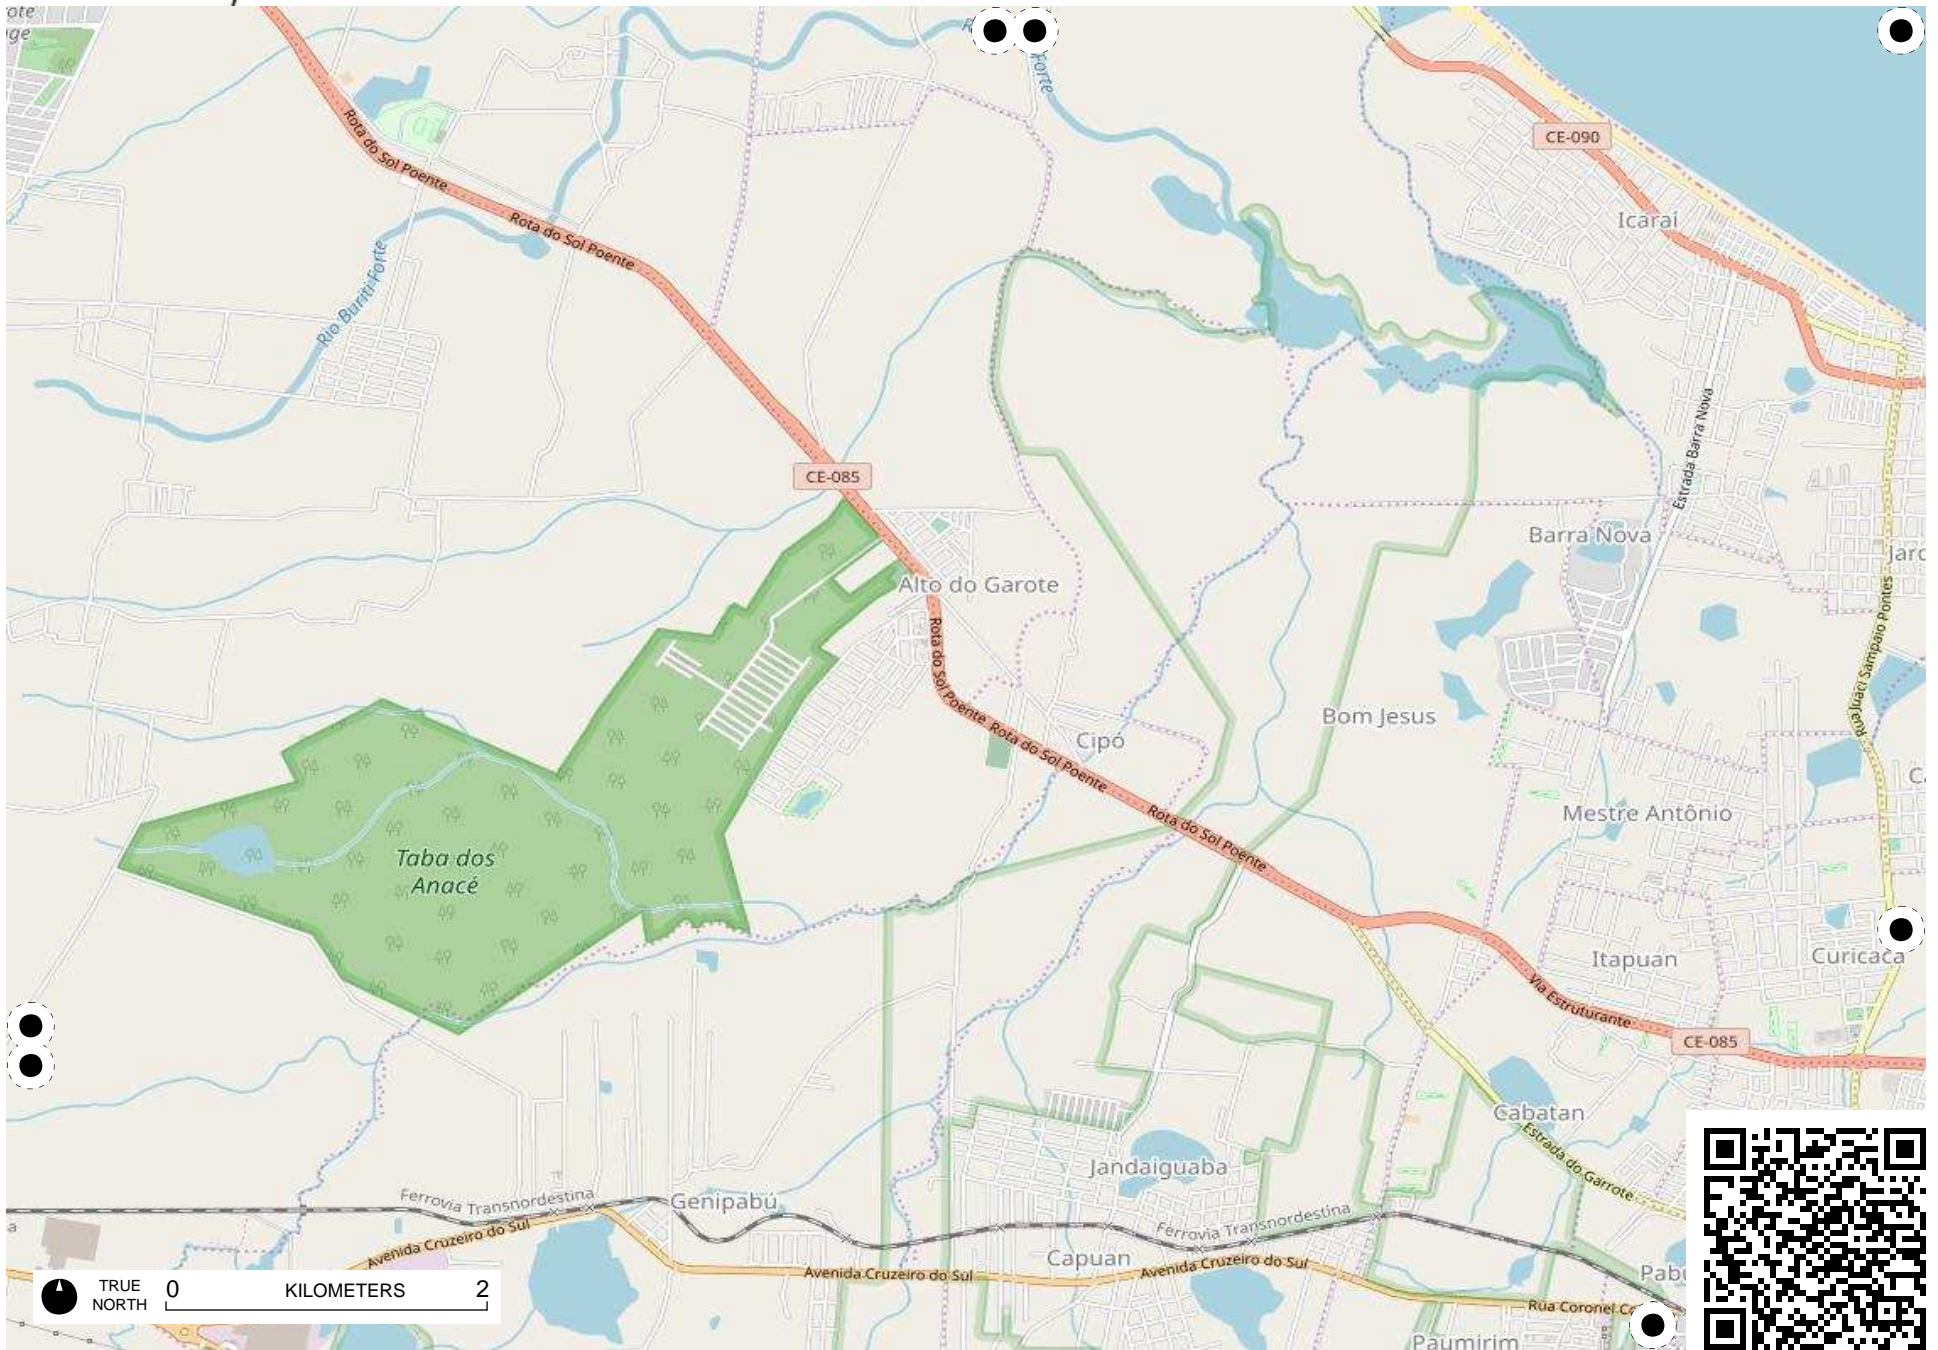 Rota do Sol Poente
Forte
CE-090
Icaraí
Rota do Sol Poente
Rio Buriti Forte
Estrada Barra Nova
CE-085
Barra Nova
Alto do Garote
Rota do Sol Poente
Rua Juaci Sampaio Pontes
Bom Jesus
Cipó
Rota do Sol Poente
Rota do Sol Poente
Mestre Antônio
Taba dos
Anacé
Itapuan
Curicaca
Via Estruturante
CE-085
Cabatan
Estrada do Garrote
Jandaiguaba
Ferrovia Transnordestina
Genipabú
Ferrovia Transnordestina
Avenida Cruzeiro do Sul
Capuan
Avenida Cruzeiro do Sul
Avenida Cruzeiro do Sul
TRUE
NORTH
0 KILOMETERS 2
Rua Coronel
Paumirim